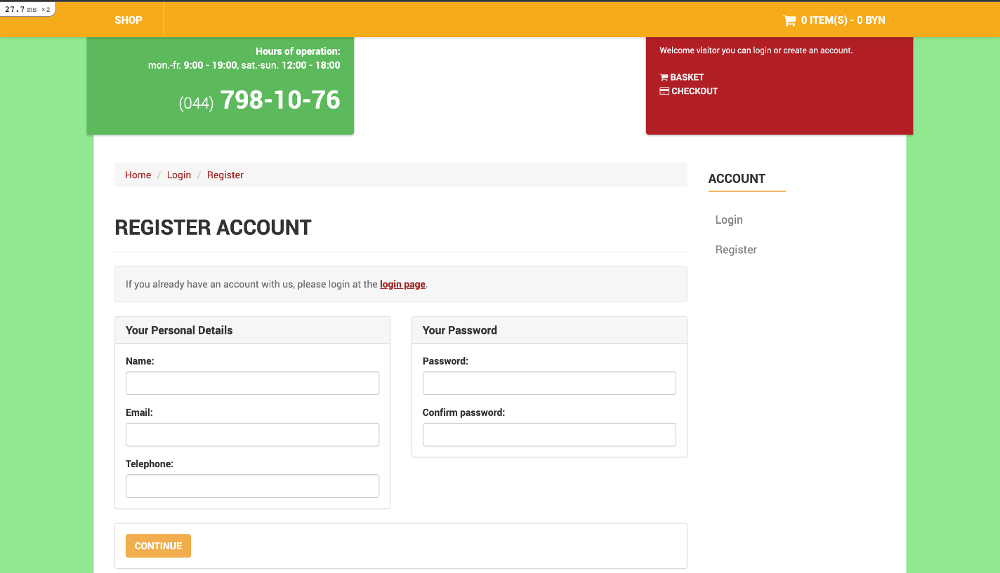 27.7 ms ×2
SHOP
0 ITEM(S) - 0 BYN
Hours of operation:
mon.-fr. 9:00 - 19:00, sat.-sun. 12:00 - 18:00
(044) 798-10-76
Welcome visitor you can login or create an account.
BASKET
CHECKOUT
Home / Login / Register
REGISTER ACCOUNT
If you already have an account with us, please login at the login page.
Your Personal Details
Name:
Email:
Telephone:
Your Password
Password:
Confirm password:
CONTINUE
ACCOUNT
Login
Register